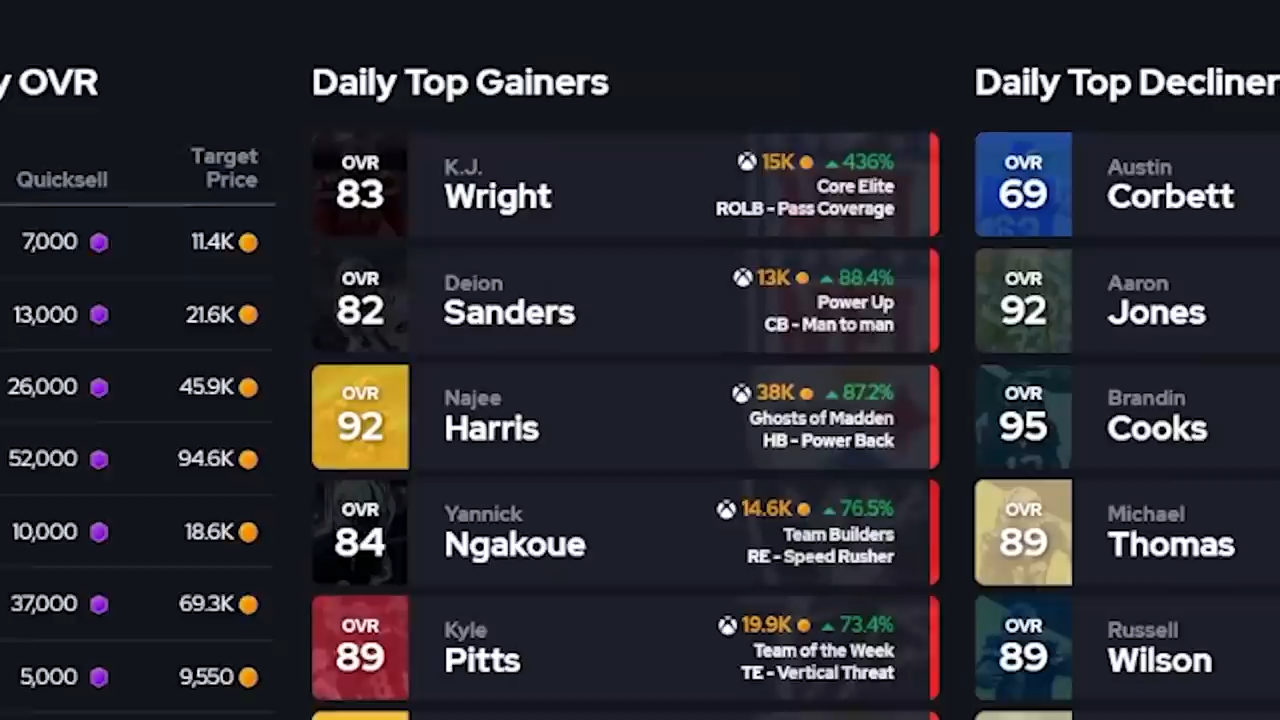 y OVR
Quicksell
Target
Price
7,000
11.4K
13,000
21.6K
26,000
45.9K
52,000
94.6K
10,000
18.6K
37,000
69.3K
5,000
9,550
Daily Top Gainers
OVR
83
K.J.
Wright
15K 436%
Core Elite
ROLB - Pass Coverage
OVR
82
Deion
Sanders
13K 88.4%
Power Up
CB - Man to man
OVR
92
Najee
Harris
38K 87.2%
Ghosts of Madden
HB - Power Back
OVR
84
Yannick
Ngakoue
14.6K 76.5%
Team Builders
RE - Speed Rusher
OVR
89
Kyle
Pitts
19.9K 73.4%
Team of the Week
TE - Vertical Threat
Daily Top Decliner
OVR
69
Austin
Corbett
OVR
92
Aaron
Jones
OVR
95
Brandin
Cooks
OVR
89
Michael
Thomas
OVR
89
Russell
Wilson